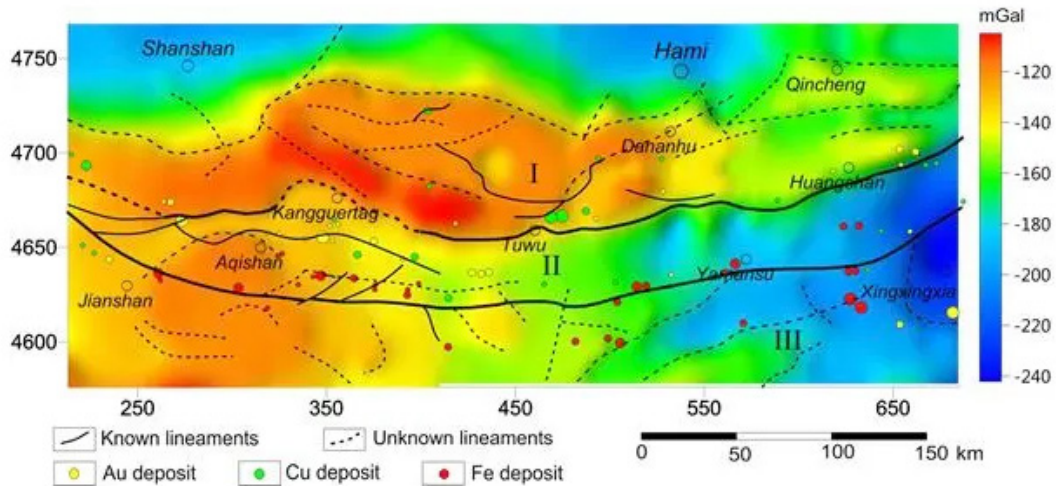 mGal
Shanshan
Hami
Qincheng
4750
-120
-140
Dananhu
4700
-160
I
Huangshan
Kangguertag
-180
4650
Tuwu
II
Aqishan
Yamansu
-200
Jianshan
Xingxingxia
-220
4600
III
-240
250 350 450 550 650
Known lineaments Unknown lineaments
Au deposit Cu deposit Fe deposit
0 50 100 150 km